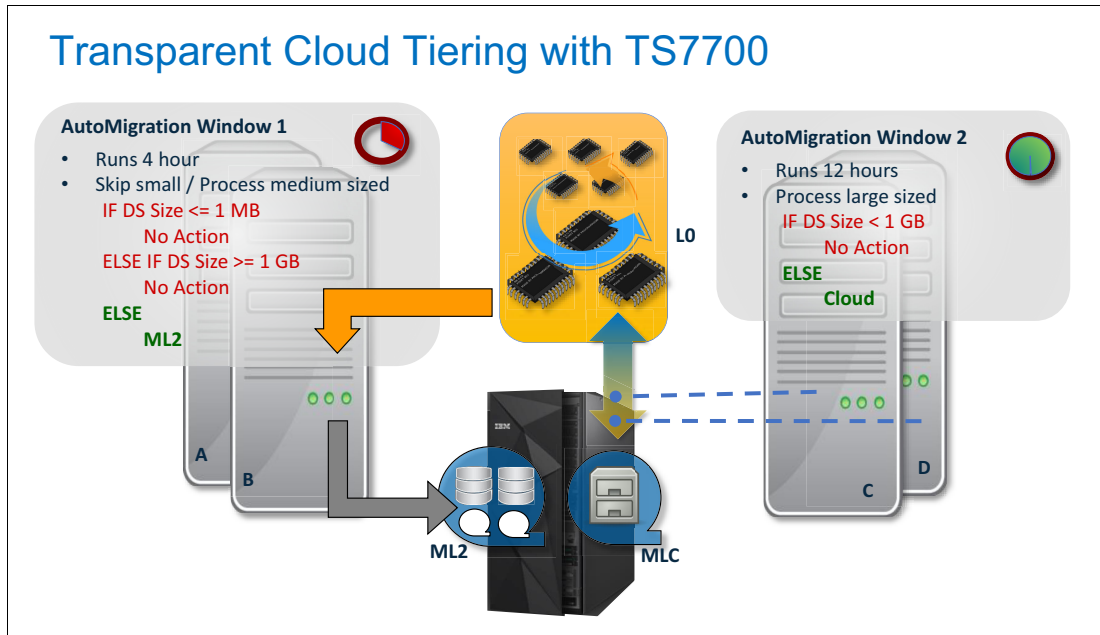 Transparent Cloud Tiering with TS7700
AutoMigration Window 1
• Runs 4 hour
• Skip small / Process medium sized
IF DS Size <= 1 MB
No Action
ELSE IF DS Size >= 1 GB
No Action
ELSE
ML2
A
B
L0
IBM
ML2
MLC
AutoMigration Window 2
• Runs 12 hours
• Process large sized
IF DS Size < 1 GB
No Action
ELSE
Cloud
C
D